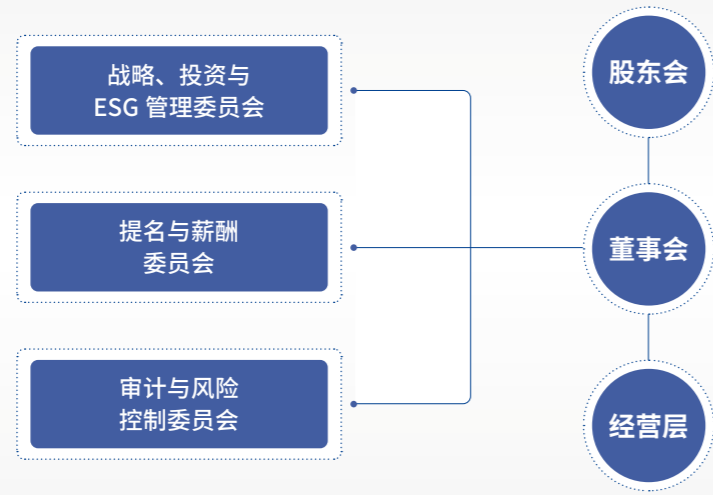 战略、投资与
ESG 管理委员会
提名与薪酬
委员会
审计与风险
控制委员会
股东会
董事会
经营层